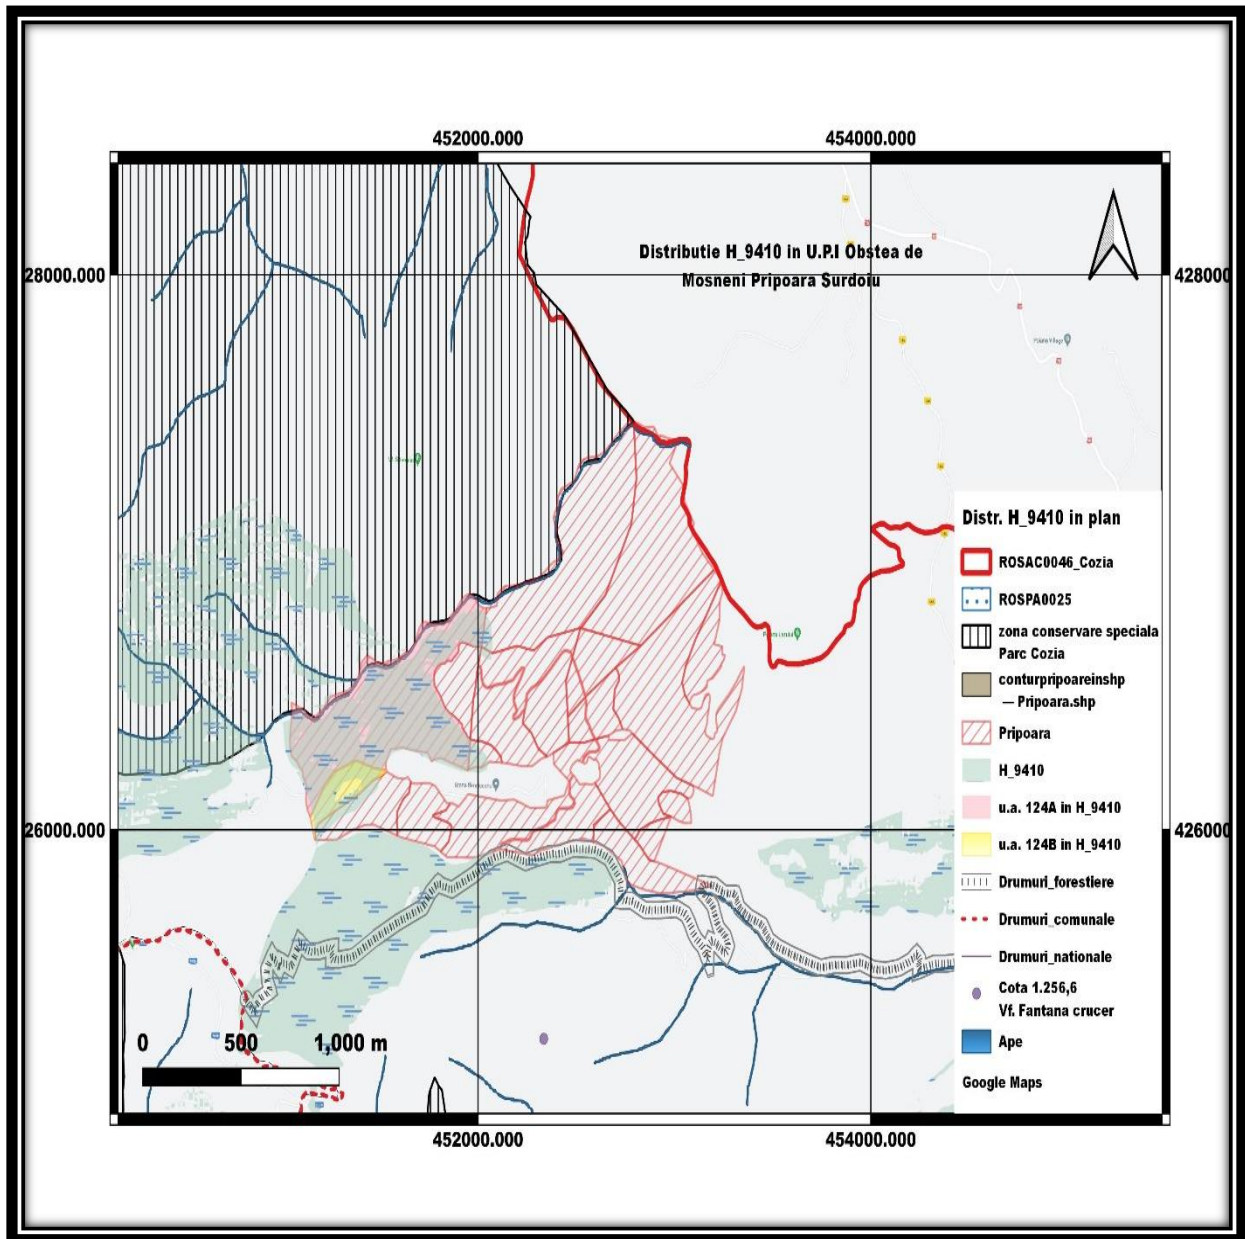 452000.000
454000.000
Distributie H_9410 in U.P.I Obstea de
Mosneni Pripoara Surdoiu
28000.000
428000
Poiana Village
Distr. H_9410 in plan
ROSAC0046_Cozia
ROSPA0025
zona conservare speciala
Parc Cozia
conturpripoareinshp
— Pripoara.shp
Pripoara
H_9410
u.a. 124A in H_9410
u.a. 124B in H_9410
Drumuri_forestiere
Drumuri_comunale
Drumuri_nationale
Cota 1.256,6
Vf. Fantana crucer
Ape
Google Maps
26000.000
426000
0
500
1,000 m
452000.000
454000.000